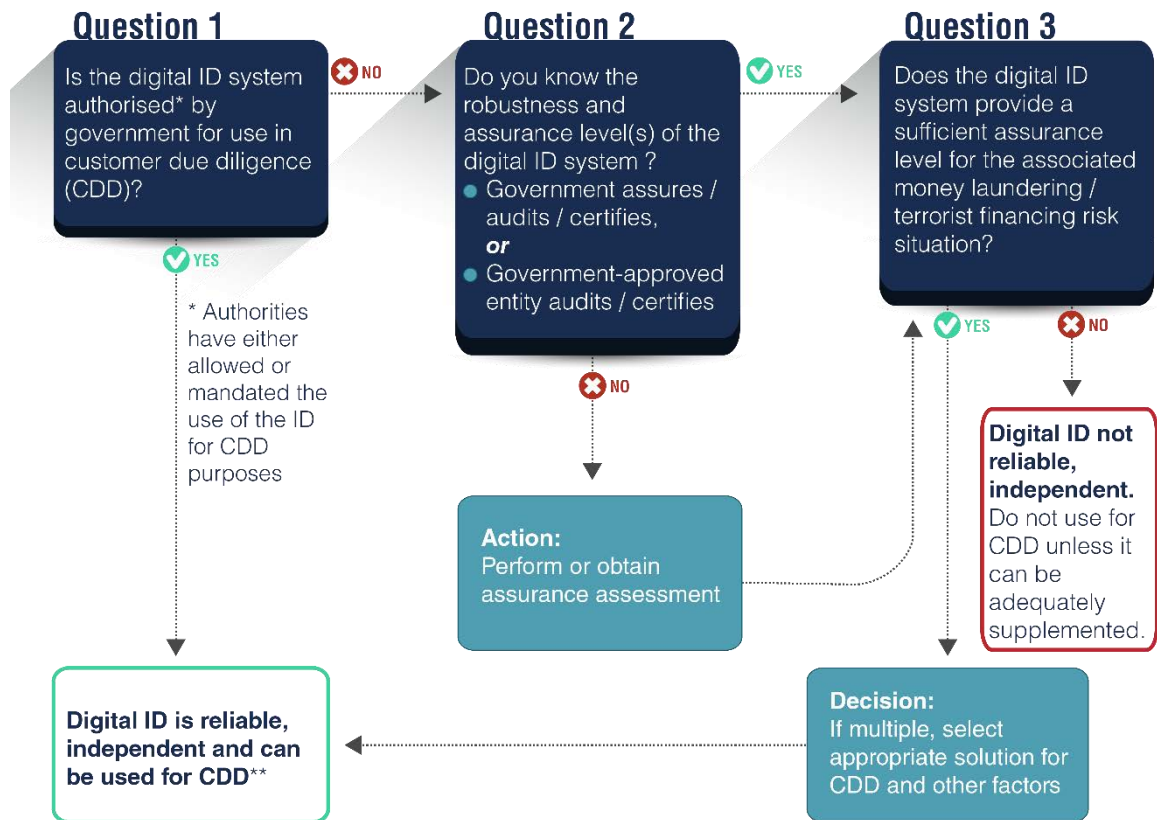 Question 1
Is the digital ID system
authorised* by
government for use in
customer due diligence
(CDD)?
NO
YES
* Authorities
have either
allowed or
mandated the
use of the ID
for CDD
purposes
Question 2
Do you know the
robustness and
assurance level(s) of the
digital ID system ?
Government assures /
audits / certifies,
or
Government-approved
entity audits / certifies
YES
NO
Question 3
Does the digital ID
system provide a
sufficient assurance
level for the associated
money laundering /
terrorist financing risk
situation?
YES
NO
Digital ID not
reliable,
independent.
Do not use for
CDD unless it
can be
adequately
supplemented.
Action:
Perform or obtain
assurance assessment
Decision:
If multiple, select
appropriate solution for
CDD and other factors
Digital ID is reliable,
independent and can
be used for CDD**